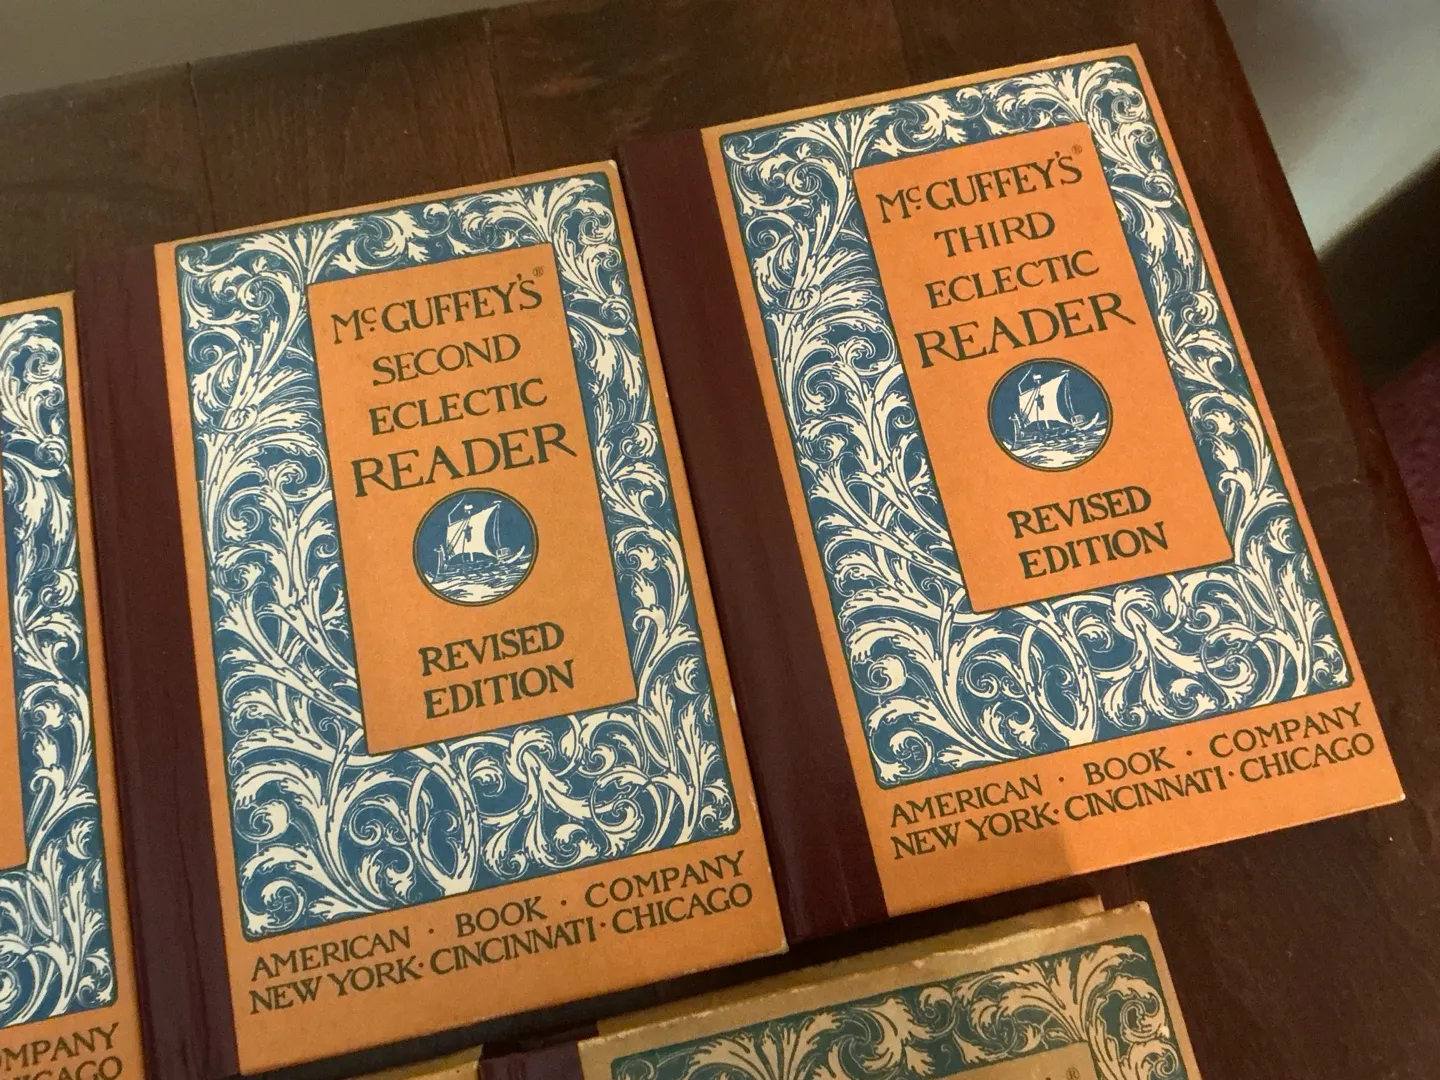 McGUFFEY'S®
SECOND
ECLECTIC
READER
REVISED
EDITION
AMERICAN · BOOK · COMPANY
NEW YORK · CINCINNATI · CHICAGO
McGUFFEY'S®
THIRD
ECLECTIC
READER
REVISED
EDITION
AMERICAN · BOOK · COMPANY
NEW YORK · CINCINNATI · CHICAGO
OMPANY
ICAGO
®